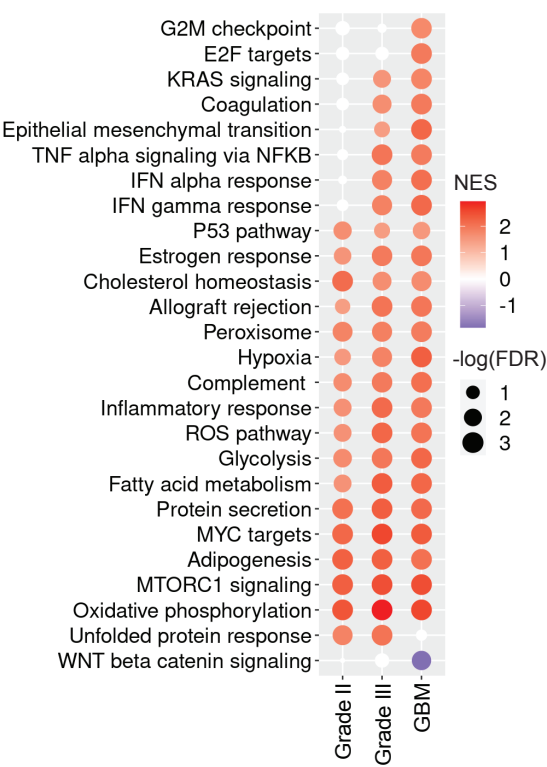 G2M checkpoint
E2F targets
KRAS signaling
Coagulation
Epithelial mesenchymal transition
TNF alpha signaling via NFKB
IFN alpha response
IFN gamma response
P53 pathway
Estrogen response
Cholesterol homeostasis
Allograft rejection
Peroxisome
Hypoxia
Complement
Inflammatory response
ROS pathway
Glycolysis
Fatty acid metabolism
Protein secretion
MYC targets
Adipogenesis
MTORC1 signaling
Oxidative phosphorylation
Unfolded protein response
WNT beta catenin signaling
Grade II
Grade III
GBM
NES
2
1
0
-1
-log(FDR)
1
2
3